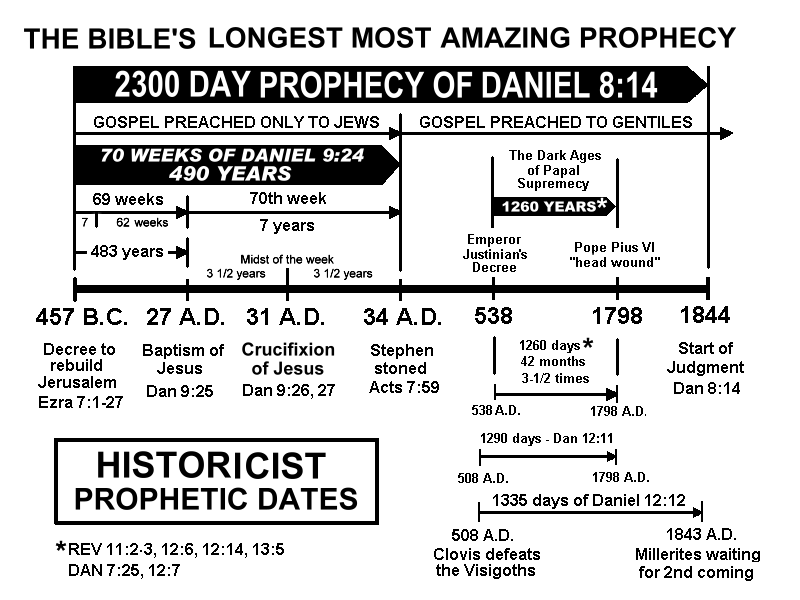 THE BIBLE'S LONGEST MOST AMAZING PROPHECY
2300 DAY PROPHECY OF DANIEL 8:14
GOSPEL PREACHED ONLY TO JEWS
GOSPEL PREACHED TO GENTILES
70 WEEKS OF DANIEL 9:24
490 YEARS
69 weeks
70th week
7
62 weeks
7 years
483 years
Midst of the week
3 1/2 years
3 1/2 years
The Dark Ages
of Papal
Supremecy
1260 YEARS*
Emperor
Justinian's
Decree
Pope Pius VI
"head wound"
457 B.C.
27 A.D.
31 A.D.
34 A.D.
538
1798
1844
Decree to
rebuild
Jerusalem
Ezra 7:1-27
Baptism of
Jesus
Dan 9:25
Crucifixion
of Jesus
Dan 9:26, 27
Stephen
stoned
Acts 7:59
1260 days*
42 months
3-1/2 times
538 A.D.
1798 A.D.
Start of
Judgment
Dan 8:14
1290 days - Dan 12:11
508 A.D.
1798 A.D.
1335 days of Daniel 12:12
508 A.D.
Clovis defeats
the Visigoths
1843 A.D.
Millerites waiting
for 2nd coming
HISTORICIST
PROPHETIC DATES
*REV 11:2-3, 12:6, 12:14, 13:5
DAN 7:25, 12:7